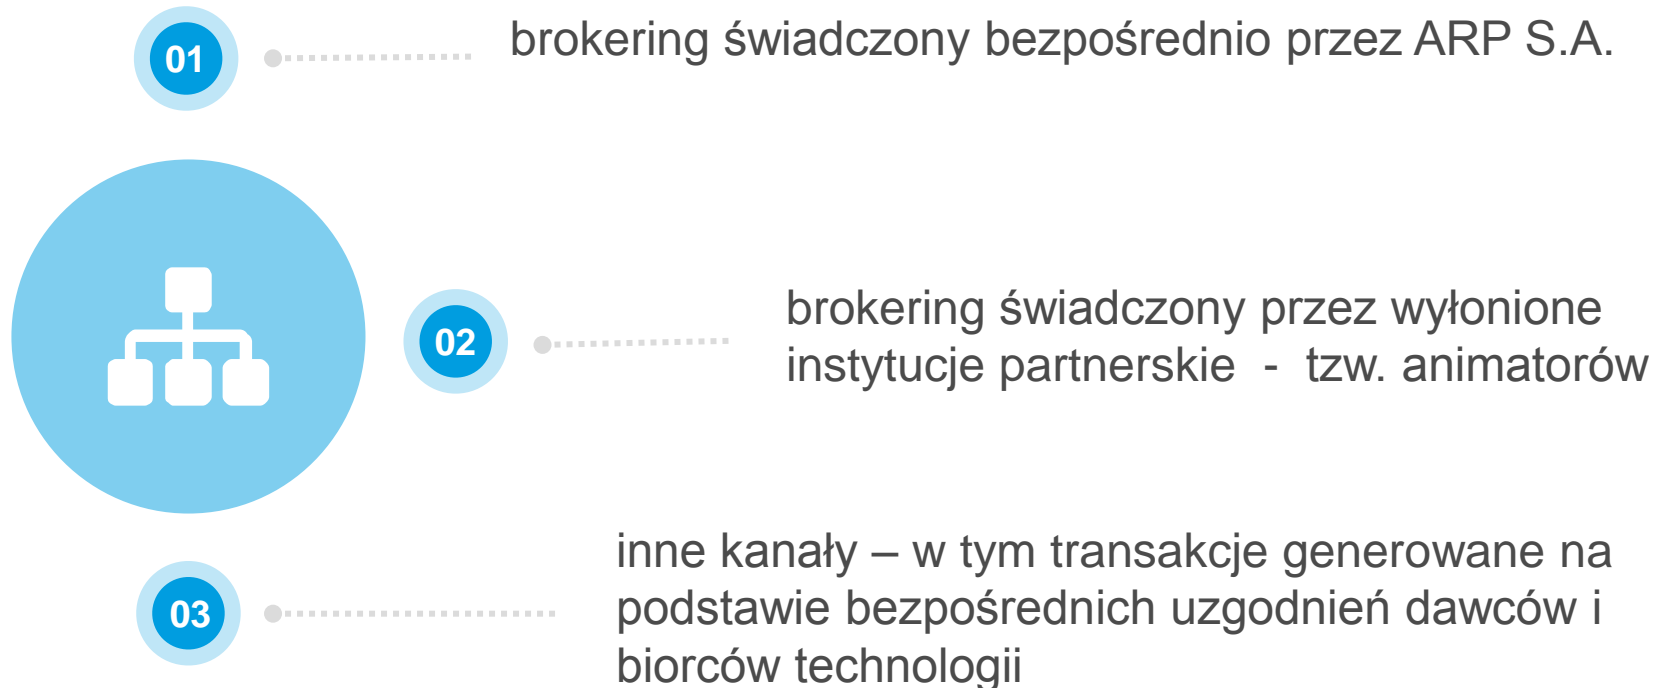 01
brokering świadczony bezpośrednio przez ARP S.A.
02
brokering świadczony przez wyłonione
instytucje partnerskie - tzw. animatorów
03
inne kanały – w tym transakcje generowane na
podstawie bezpośrednich uzgodnień dawców i
biorców technologii